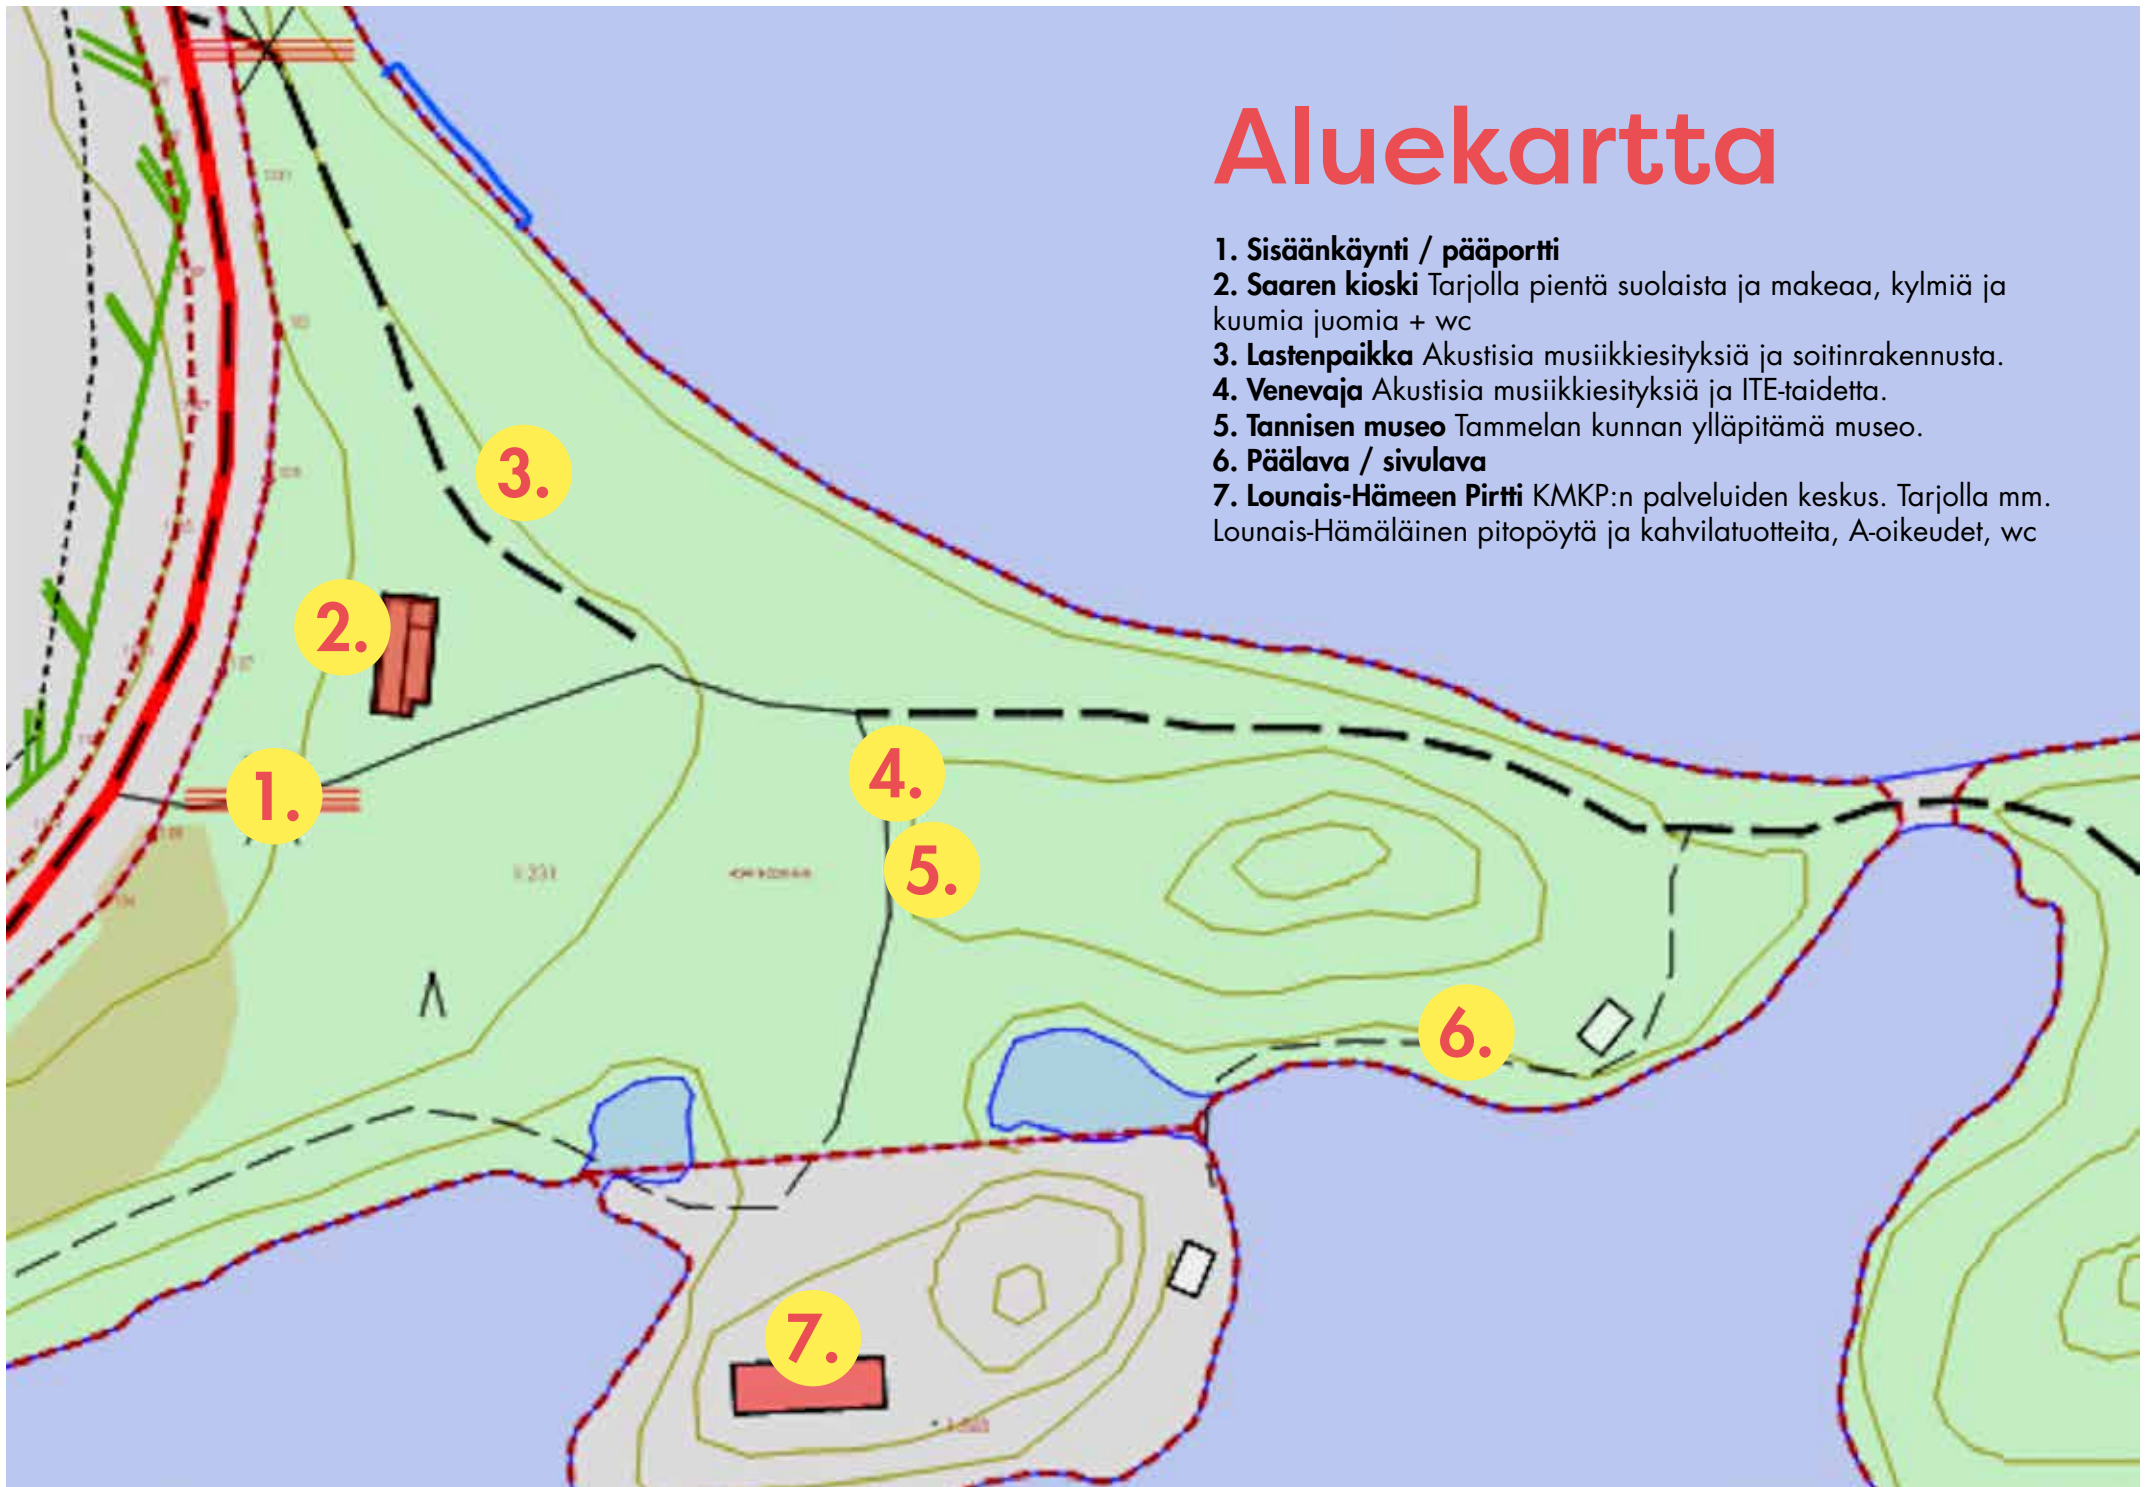 Aluekartta
1. Sisäänkäynti / pääportti
2. Saaren kioski Tarjolla pientä suolaista ja makeaa, kylmiä ja
kuumia juomia + wc
3. Lastenpaikka Akustisia musiikkiesityksiä ja soitinrakennusta.
4. Venevaja Akustisia musiikkiesityksiä ja ITE-taidetta.
5. Tannisen museo Tammelan kunnan ylläpitämä museo.
6. Päälava / sivulava
7. Lounais-Hämeen Pirtti KMKP:n palveluiden keskus. Tarjolla mm.
Lounais-Hämäläinen pitopöytä ja kahvilatuotteita, A-oikeudet, wc
3.
2.
1.
4.
5.
6.
7.